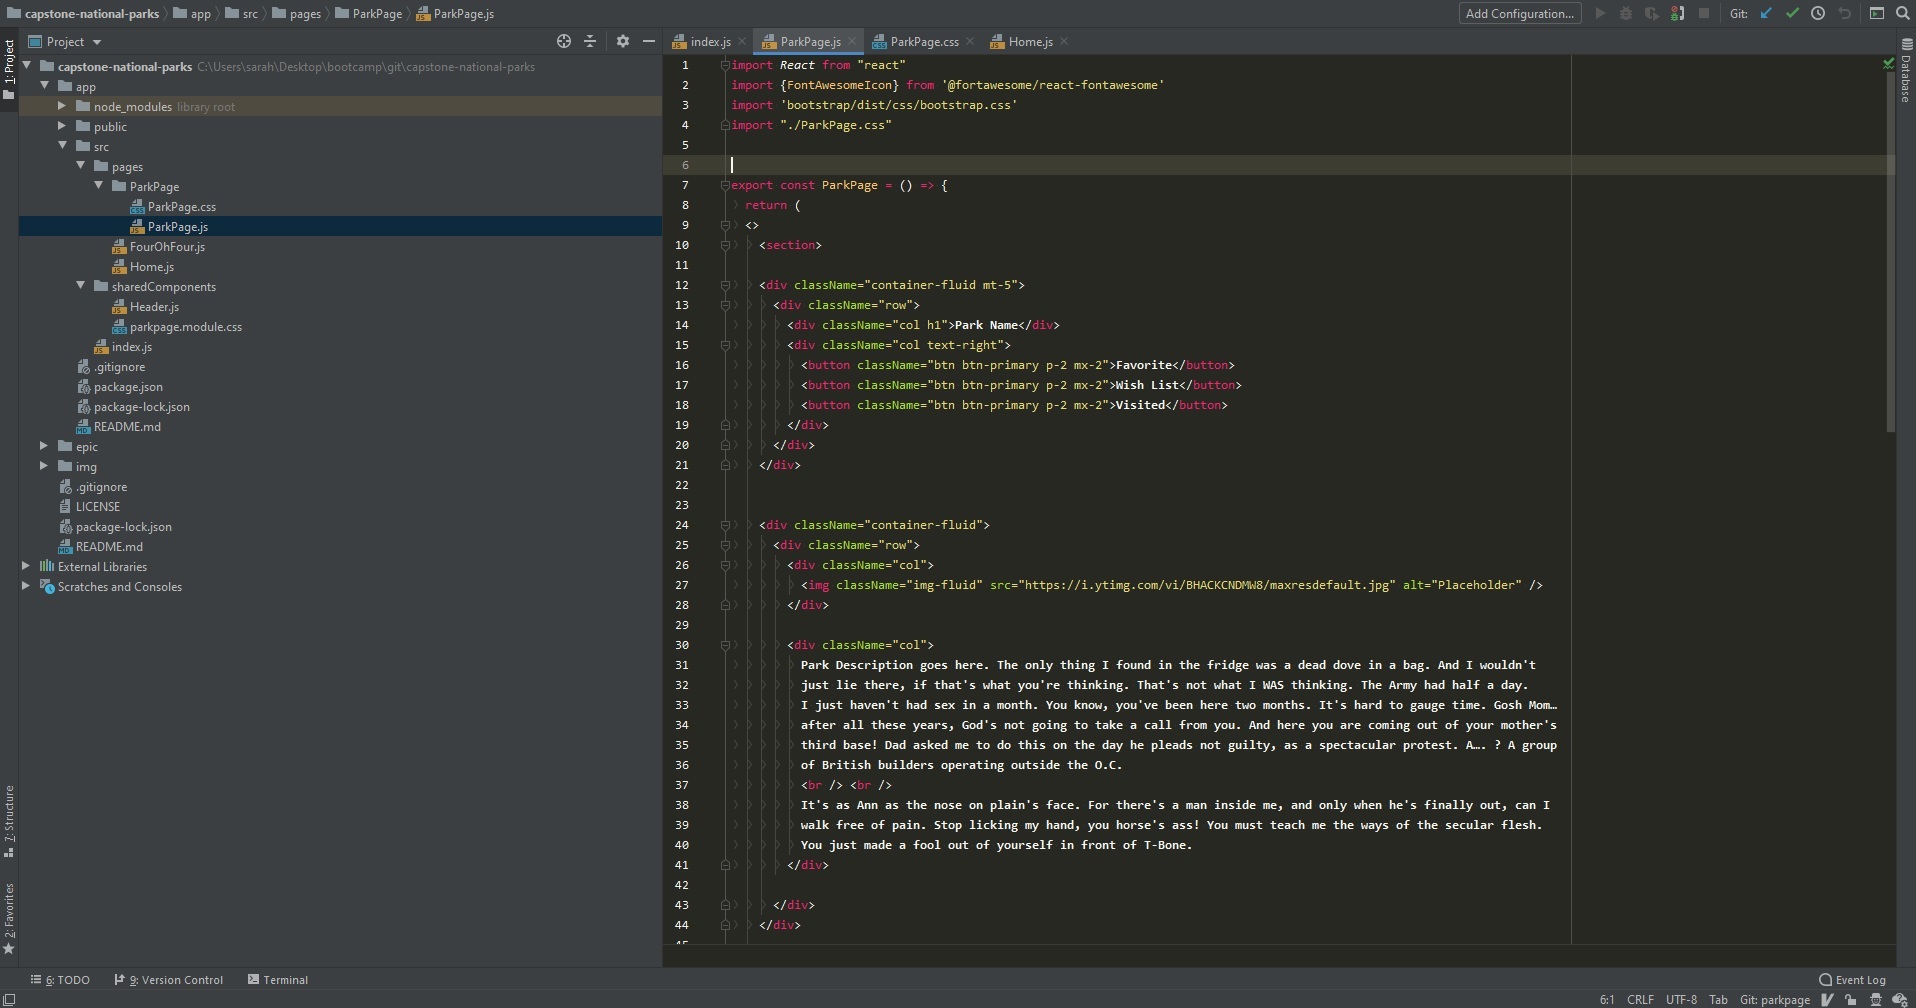 capstone-national-parks app src pages ParkPage ParkPage.js Add Configuration... Git:
1: Project
Project
index.js ParkPage.js ParkPage.css Home.js
Database
capstone-national-parks C:\Users\sarah\Desktop\bootcamp\git\capstone-national-parks
app
node_modules library root
public
src
pages
ParkPage
ParkPage.css
ParkPage.js
FourOhFour.js
Home.js
sharedComponents
Header.js
parkpage.module.css
index.js
.gitignore
package.json
package-lock.json
README.md
epic
img
.gitignore
LICENSE
package-lock.json
README.md
External Libraries
Scratches and Consoles
7: Structure
2: Favorites
1 import React from "react"
2 import {FontAwesomeIcon} from '@fortawesome/react-fontawesome'
3 import 'bootstrap/dist/css/bootstrap.css'
4 import "./ParkPage.css"
5
6
7 export const ParkPage = () => {
8 return (
9 <>
10 <section>
11
12 <div className="container-fluid mt-5">
13 <div className="row">
14 <div className="col h1">Park Name</div>
15 <div className="col text-right">
16 <button className="btn btn-primary p-2 mx-2">Favorite</button>
17 <button className="btn btn-primary p-2 mx-2">Wish List</button>
18 <button className="btn btn-primary p-2 mx-2">Visited</button>
19 </div>
20 </div>
21 </div>
22
23
24 <div className="container-fluid">
25 <div className="row">
26 <div className="col">
27 <img className="img-fluid" src="https://i.ytimg.com/vi/BHACKCNDMW8/maxresdefault.jpg" alt="Placeholder" />
28 </div>
29
30 <div className="col">
31 Park Description goes here. The only thing I found in the fridge was a dead dove in a bag. And I wouldn't
32 just lie there, if that's what you're thinking. That's not what I WAS thinking. The Army had half a day.
33 I just haven't had sex in a month. You know, you've been here two months. It's hard to gauge time. Gosh Mom…
34 after all these years, God's not going to take a call from you. And here you are coming out of your mother's
35 third base! Dad asked me to do this on the day he pleads not guilty, as a spectacular protest. A…. ? A group
36 of British builders operating outside the O.C.
37 <br /> <br />
38 It's as Ann as the nose on plain's face. For there's a man inside me, and only when he's finally out, can I
39 walk free of pain. Stop licking my hand, you horse's ass! You must teach me the ways of the secular flesh.
40 You just made a fool out of yourself in front of T-Bone.
41 </div>
42
43 </div>
44 </div>
6: TODO 9: Version Control Terminal Event Log
6:1 CRLF UTF-8 Tab Git: parkpage